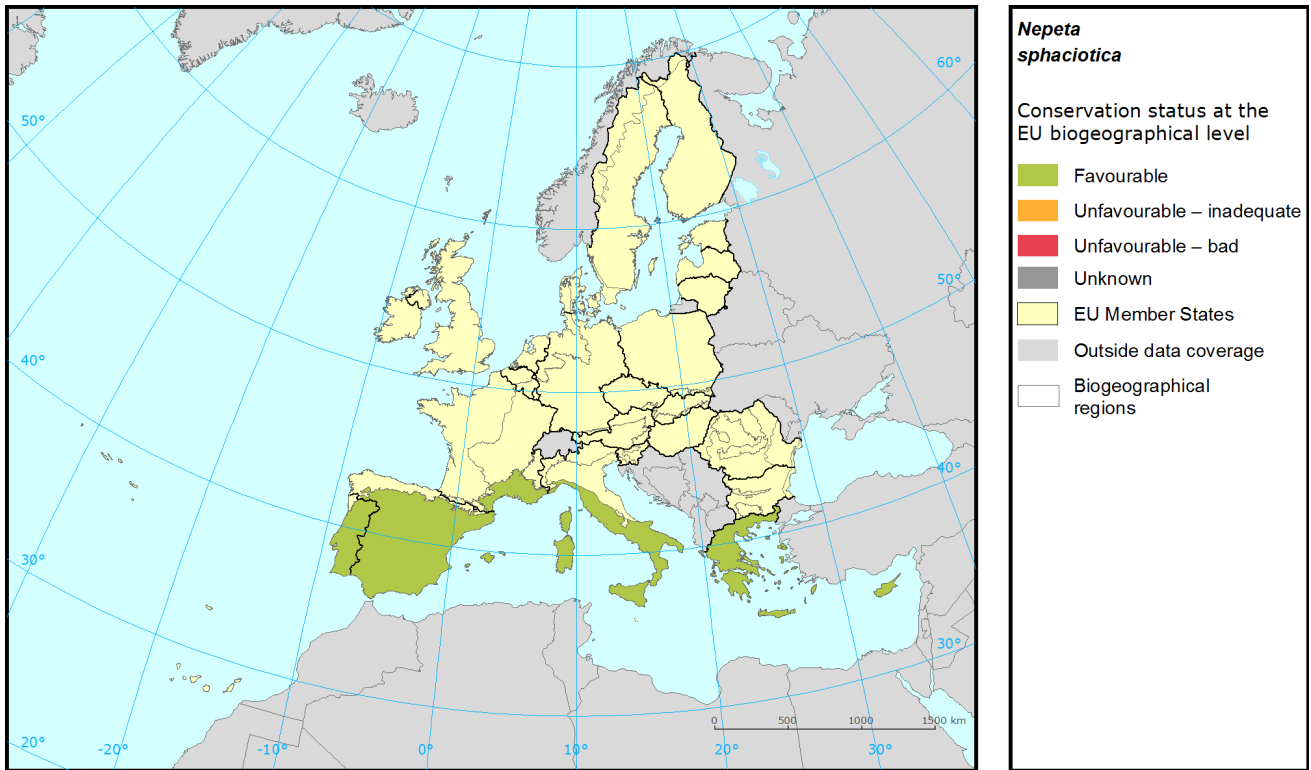 60°
50°
50°
40°
40°
30°
30°
20°
-20°
-10°
0°
10°
20°
30°
0 500 1000 1500 km
Nepeta
sphaciotica
Conservation status at the
EU biogeographical level
Favourable
Unfavourable – inadequate
Unfavourable – bad
Unknown
EU Member States
Outside data coverage
Biogeographical
regions